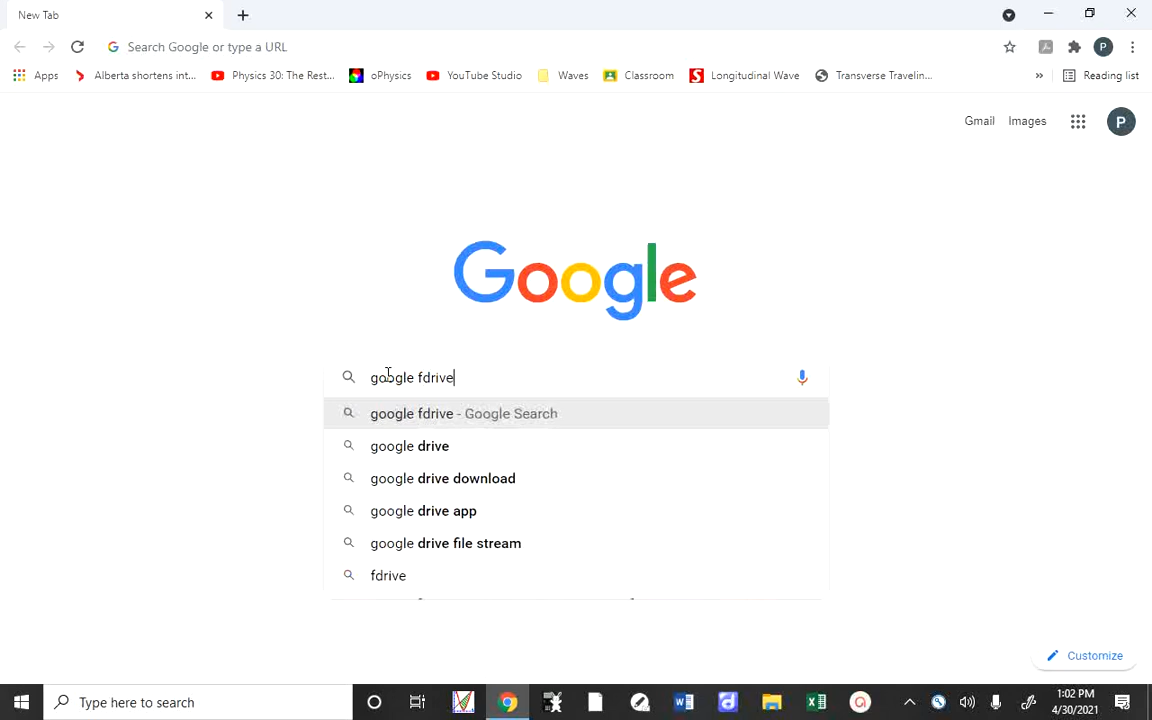 New Tab
Search Google or type a URL
P
Apps
Alberta shortens int...
Physics 30: The Rest...
oPhysics
YouTube Studio
Waves
Classroom
Longitudinal Wave
Transverse Travelin...
»
Reading list
Gmail
Images
P
Google
google fdrive
google fdrive - Google Search
google drive
google drive download
google drive app
google drive file stream
fdrive
Customize
Type here to search
1:02 PM
4/30/2021